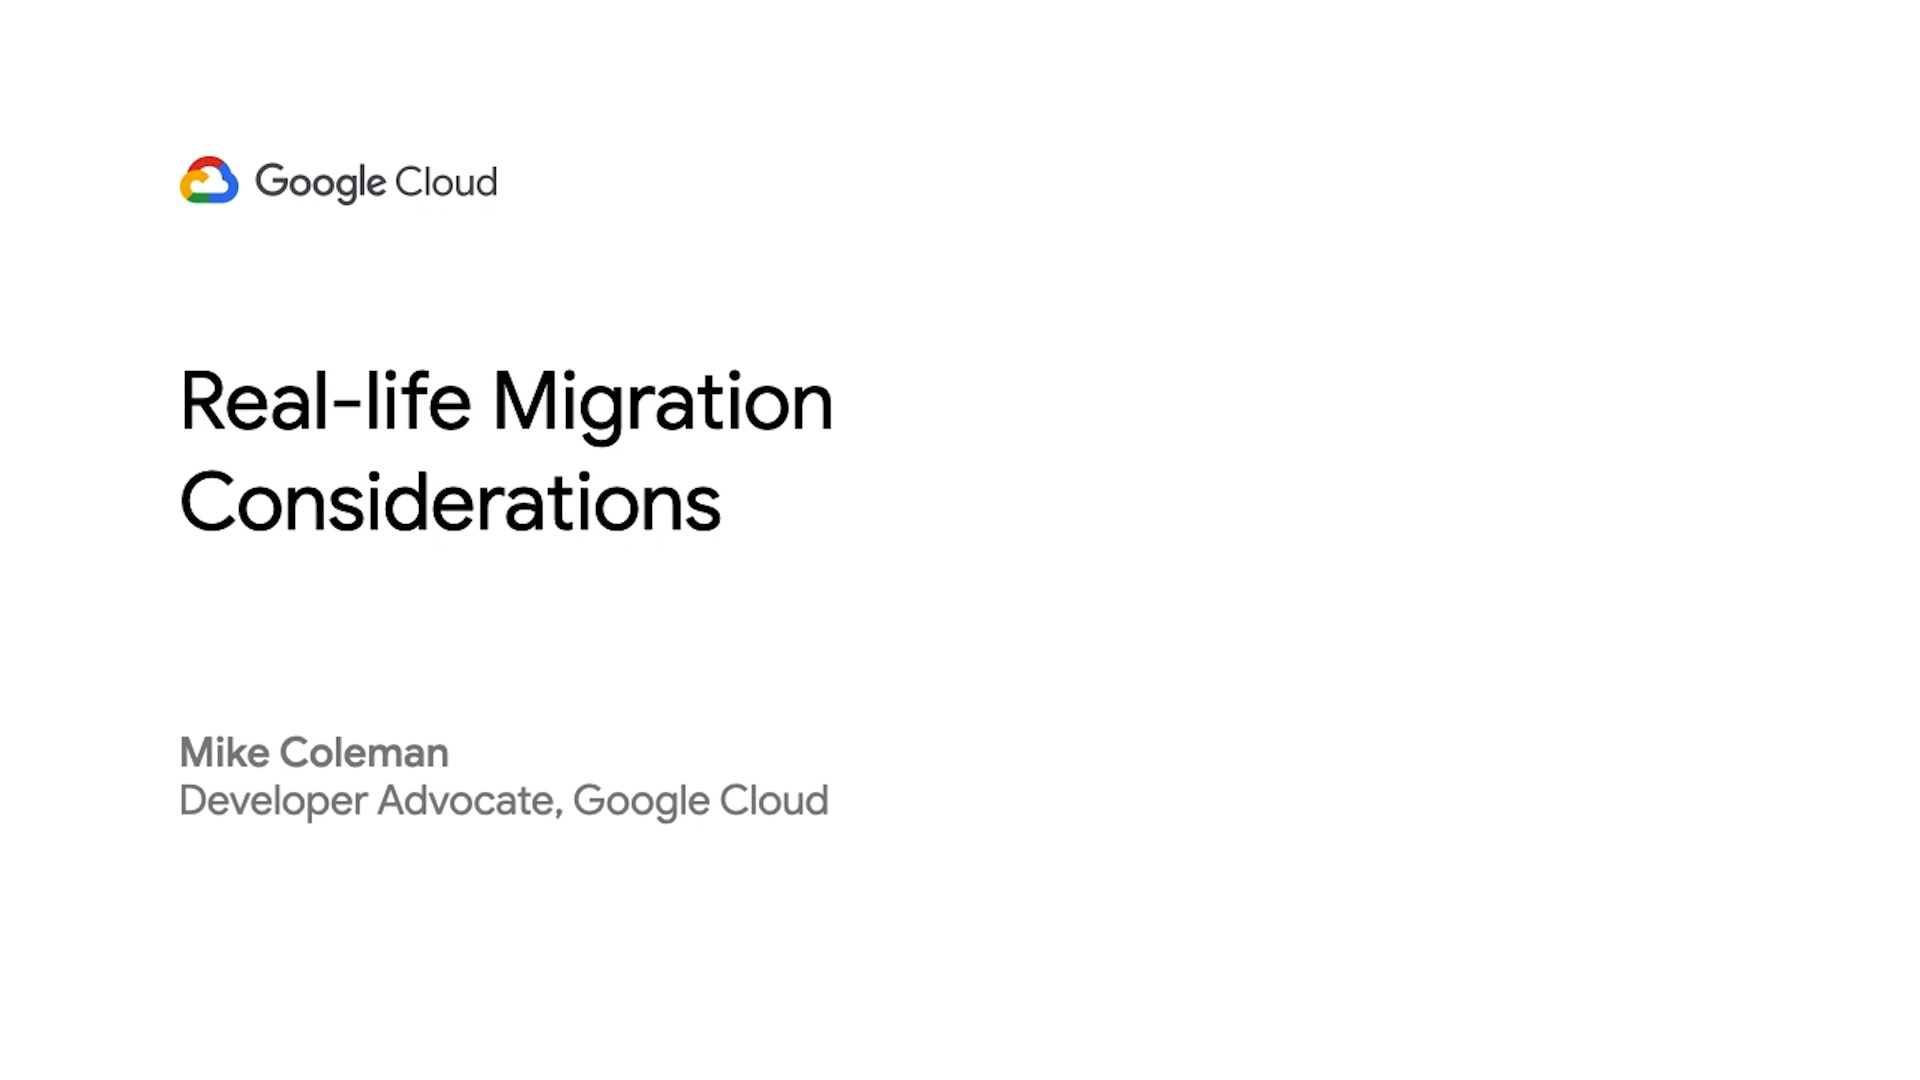 Google Cloud
Real-life Migration
Considerations
Mike Coleman
Developer Advocate, Google Cloud